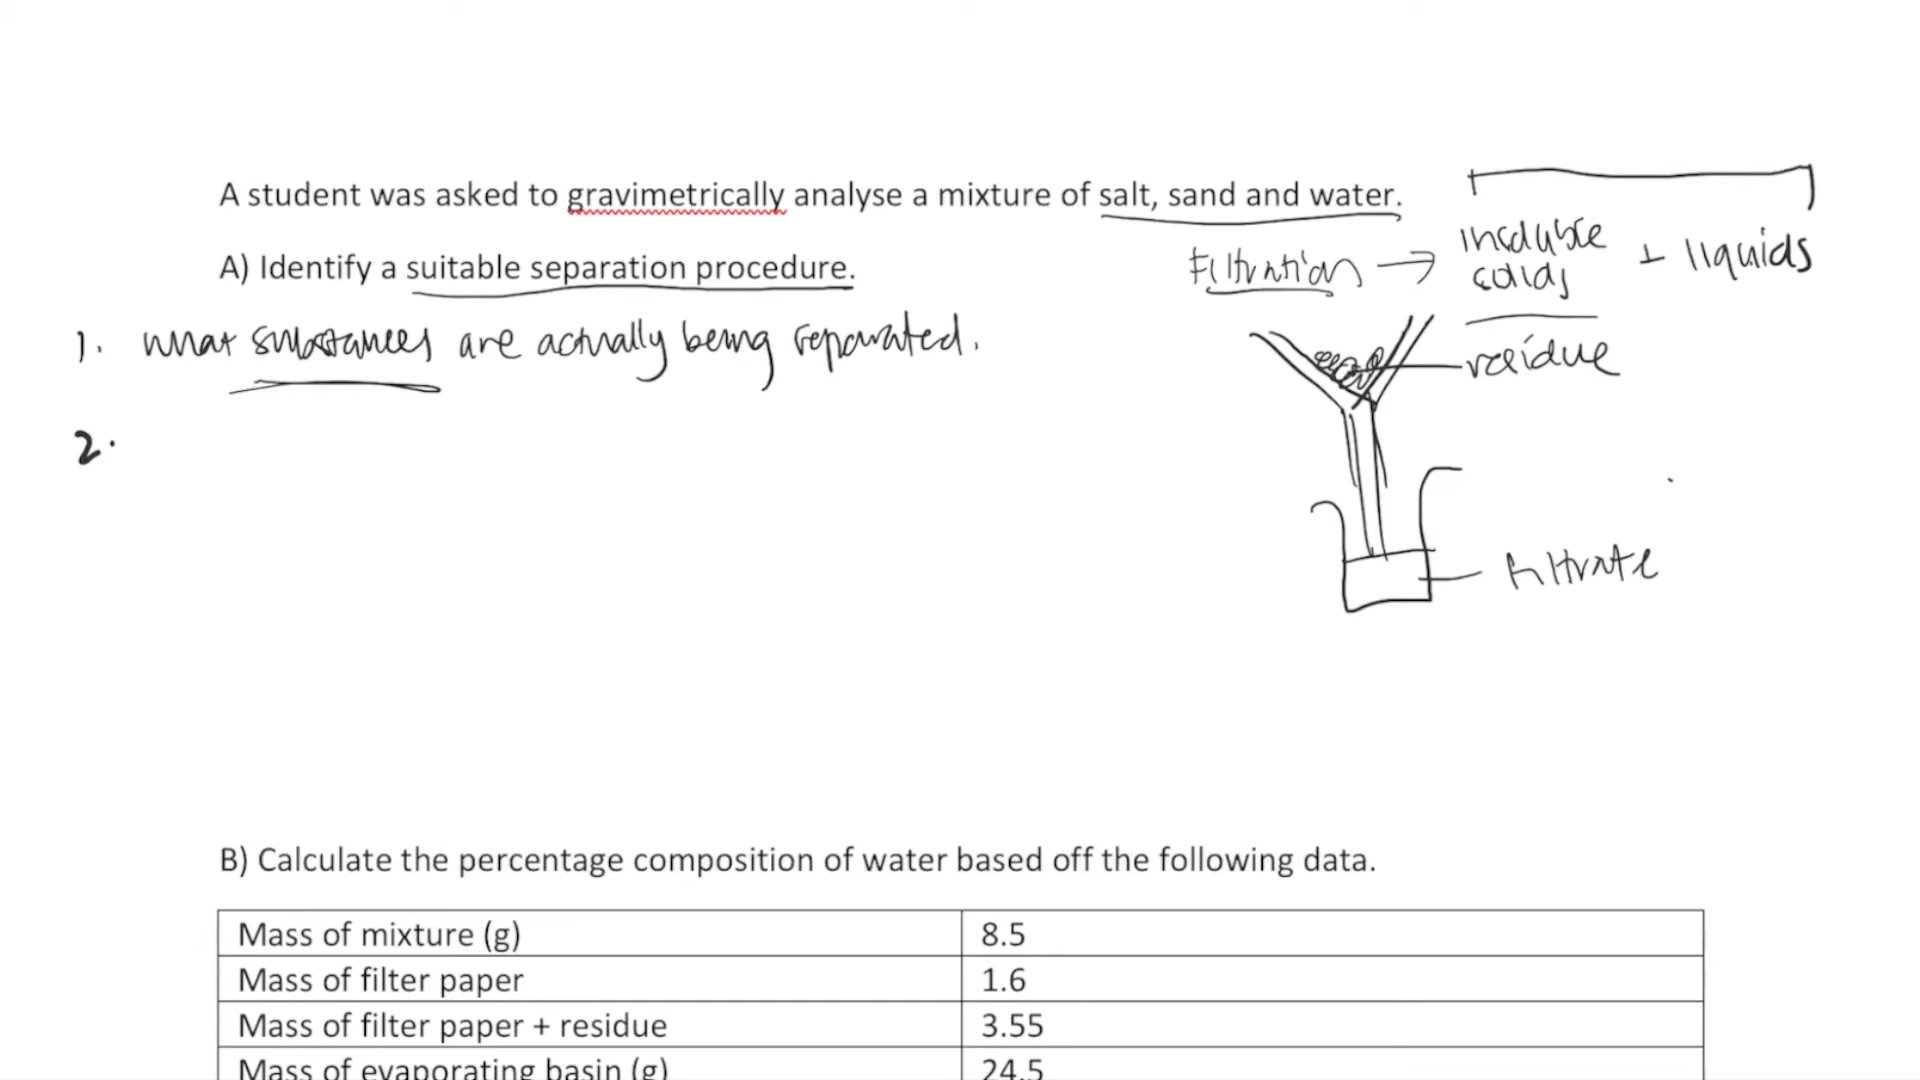 A student was asked to gravimetrically analyse a mixture of salt, sand and water.
A) Identify a suitable separation procedure.
Filtration → insoluble solids + liquids
1. what substances are actually being separated.
residue
2.
filtrate
B) Calculate the percentage composition of water based off the following data.
Mass of mixture (g) 8.5
Mass of filter paper 1.6
Mass of filter paper + residue 3.55
Mass of evaporating basin (g) 24.5